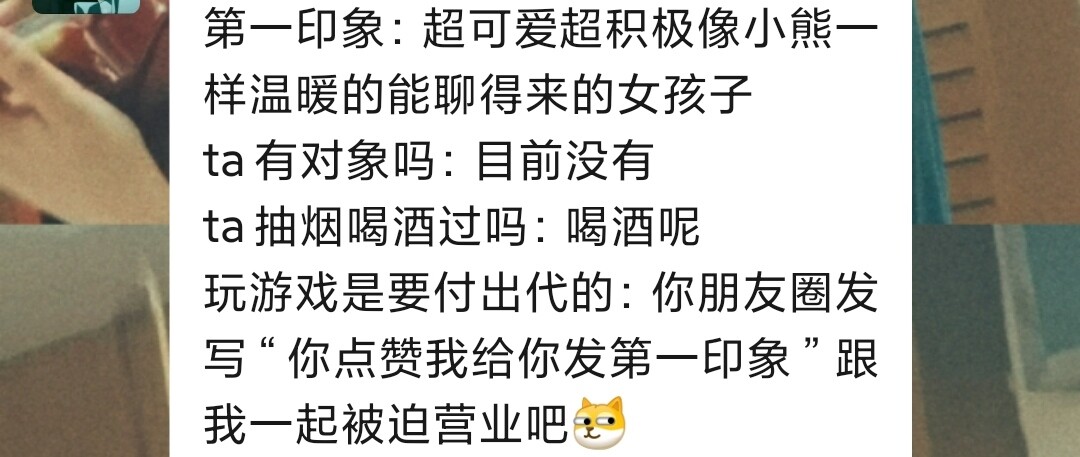 第一印象：超可爱超积极像小熊一
样温暖的能聊得来的女孩子
ta有对象吗：目前没有
ta抽烟喝酒过吗：喝酒呢
玩游戏是要付出代的：你朋友圈发
写“你点赞我给你发第一印象”跟
我一起被迫营业吧